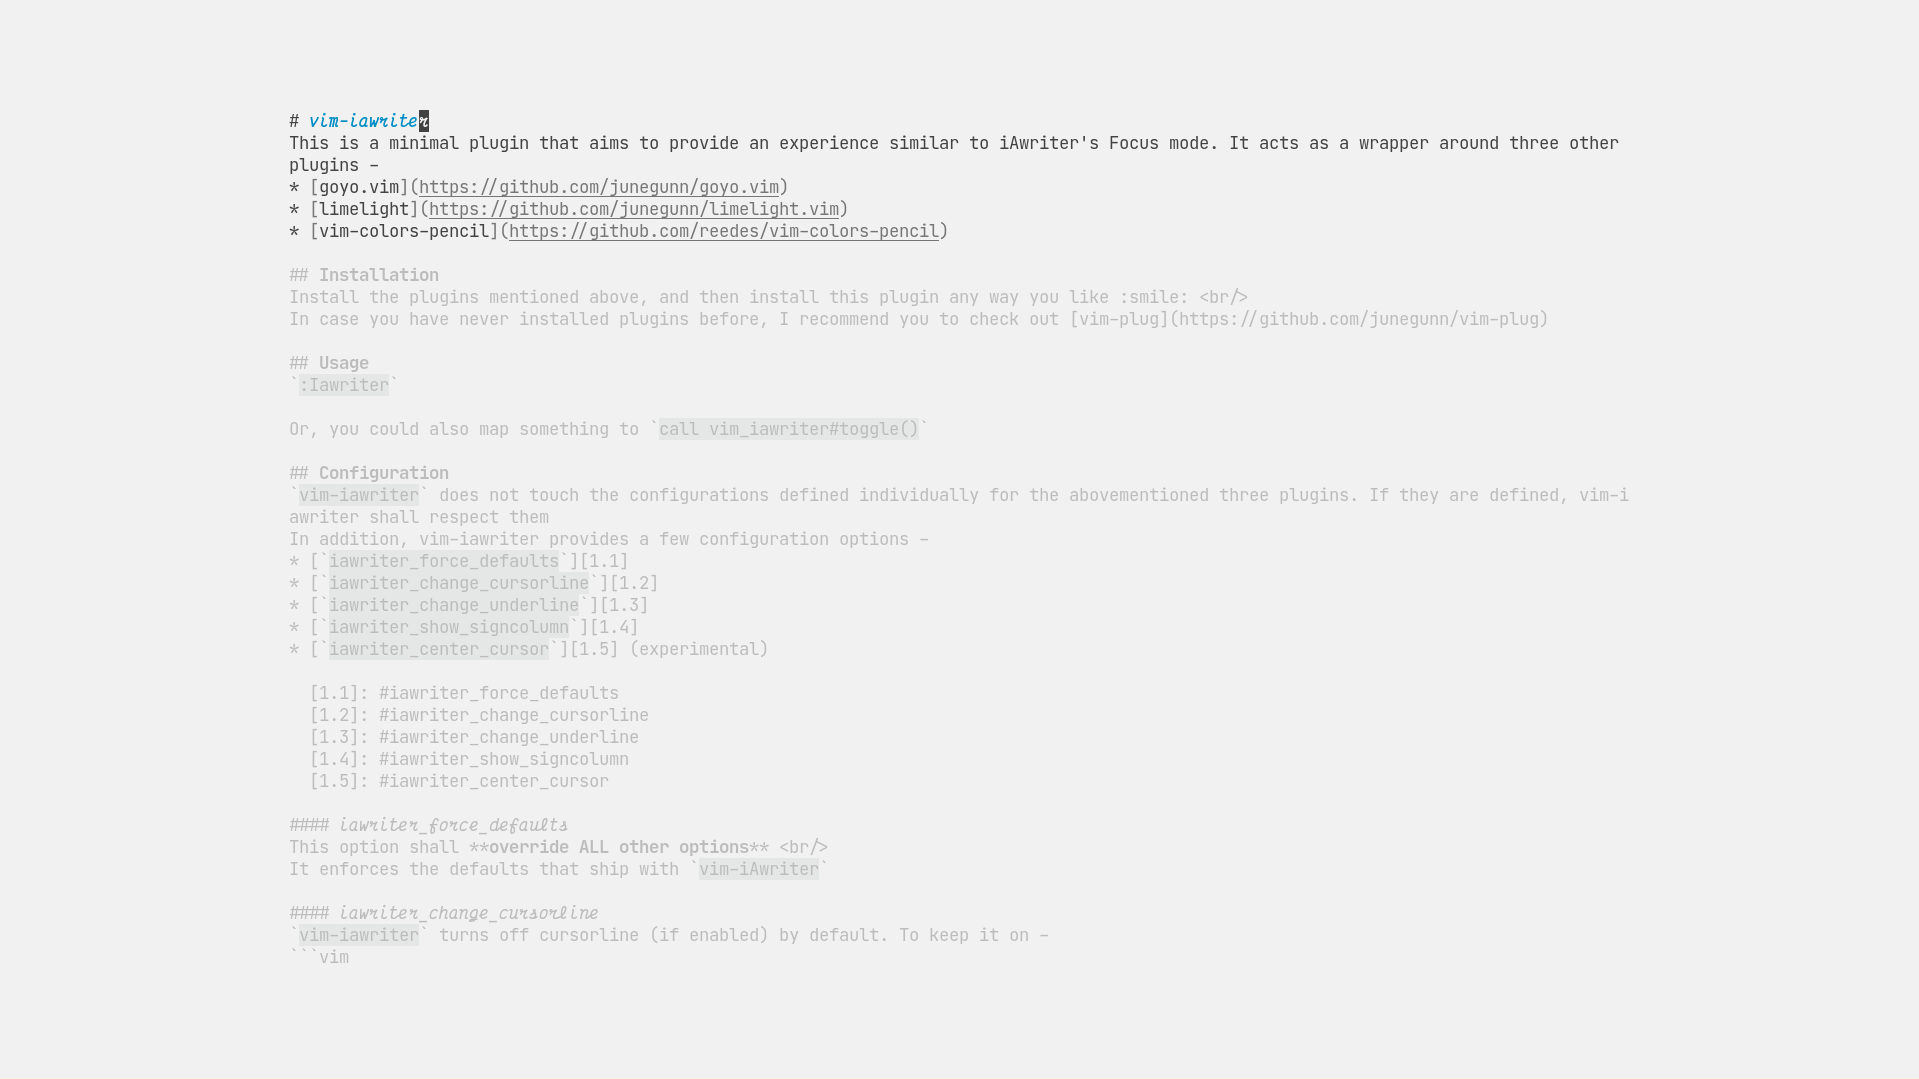 # vim-iawriter
This is a minimal plugin that aims to provide an experience similar to iAwriter's Focus mode. It acts as a wrapper around three other
plugins –
* [goyo.vim](https://github.com/junegunn/goyo.vim)
* [limelight](https://github.com/junegunn/limelight.vim)
* [vim-colors-pencil](https://github.com/reedes/vim-colors-pencil)
## Installation
Install the plugins mentioned above, and then install this plugin any way you like :smile: <br/>
In case you have never installed plugins before, I recommend you to check out [vim-plug](https://github.com/junegunn/vim-plug)
## Usage
`:Iawriter`
Or, you could also map something to `call vim_iawriter#toggle()`
## Configuration
`vim-iawriter` does not touch the configurations defined individually for the abovementioned three plugins. If they are defined, vim-i
awriter shall respect them
In addition, vim-iawriter provides a few configuration options –
* [`iawriter_force_defaults`][1.1]
* [`iawriter_change_cursorline`][1.2]
* [`iawriter_change_underline`][1.3]
* [`iawriter_show_signcolumn`][1.4]
* [`iawriter_center_cursor`][1.5] (experimental)
[1.1]: #iawriter_force_defaults
[1.2]: #iawriter_change_cursorline
[1.3]: #iawriter_change_underline
[1.4]: #iawriter_show_signcolumn
[1.5]: #iawriter_center_cursor
#### iawriter_force_defaults
This option shall **override ALL other options** <br/>
It enforces the defaults that ship with `vim-iAwriter`
#### iawriter_change_cursorline
`vim-iawriter` turns off cursorline (if enabled) by default. To keep it on –
```vim